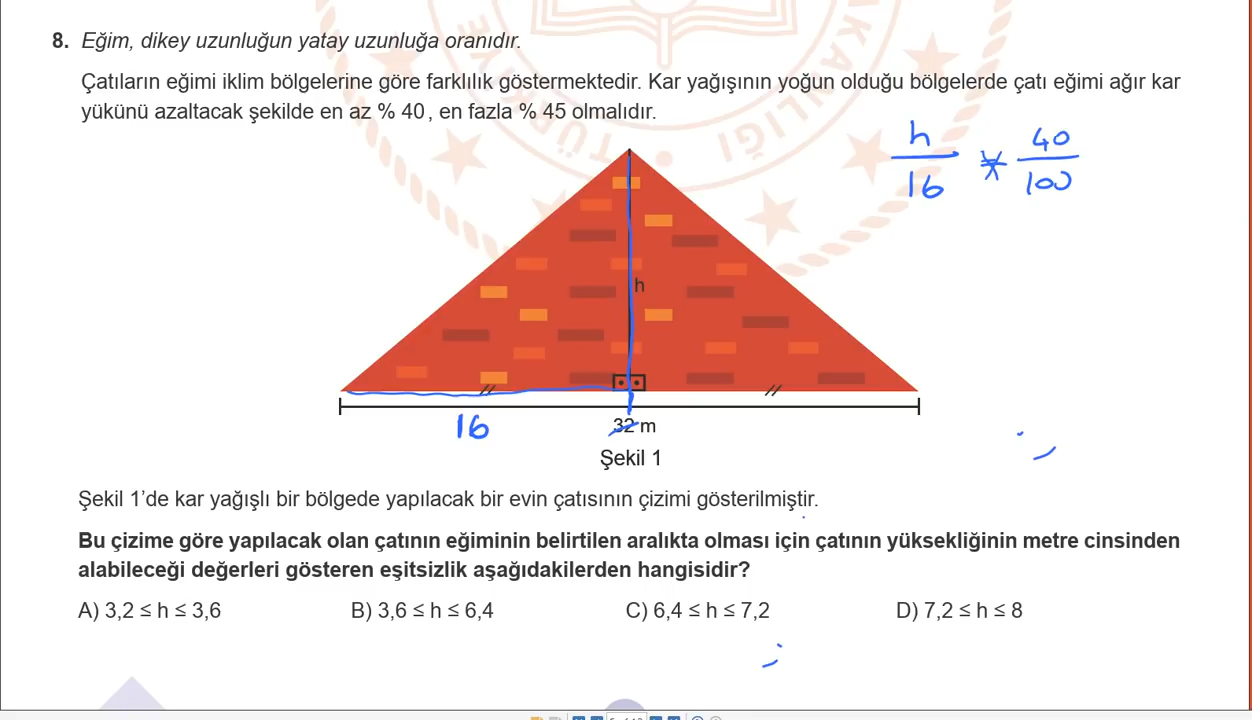 8. Eğim, dikey uzunluğun yatay uzunluğa oranıdır.
Çatıların eğimi iklim bölgelerine göre farklılık göstermektedir. Kar yağışının yoğun olduğu bölgelerde çatı eğimi ağır kar
yükünü azaltacak şekilde en az % 40, en fazla % 45 olmalıdır.
h 40
16 * 100
h
16
32 m
Şekil 1
Şekil 1'de kar yağışlı bir bölgede yapılacak bir evin çatısının çizimi gösterilmiştir.
Bu çizime göre yapılacak olan çatının eğiminin belirtilen aralıkta olması için çatının yüksekliğinin metre cinsinden
alabileceği değerleri gösteren eşitsizlik aşağıdakilerden hangisidir?
A) 3,2 ≤ h ≤ 3,6 B) 3,6 ≤ h ≤ 6,4 C) 6,4 ≤ h ≤ 7,2 D) 7,2 ≤ h ≤ 8